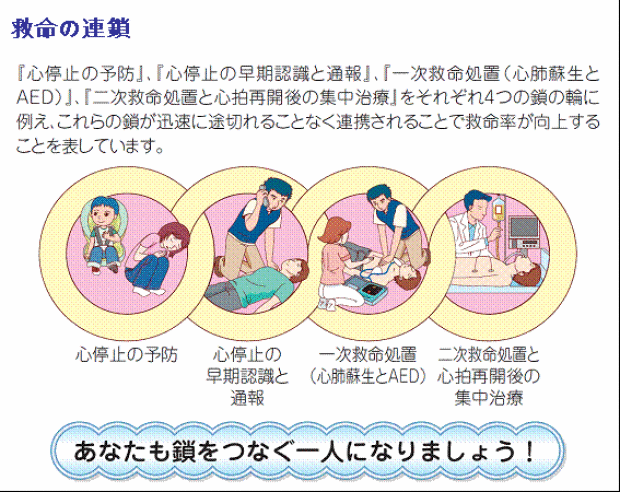 救命の連鎖
『心停止の予防』、『心停止の早期認識と通報』、『一次救命処置（心肺蘇生と
AED）』、『二次救命処置と心拍再開後の集中治療』をそれぞれ4つの鎖の輪に
例え、これらの鎖が迅速に途切れることなく連携されることで救命率が向上する
ことを表しています。
心停止の予防
心停止の
早期認識と
通報
一次救命処置
（心肺蘇生とAED）
二次救命処置と
心拍再開後の
集中治療
あなたも鎖をつなぐ一人になりましょう！